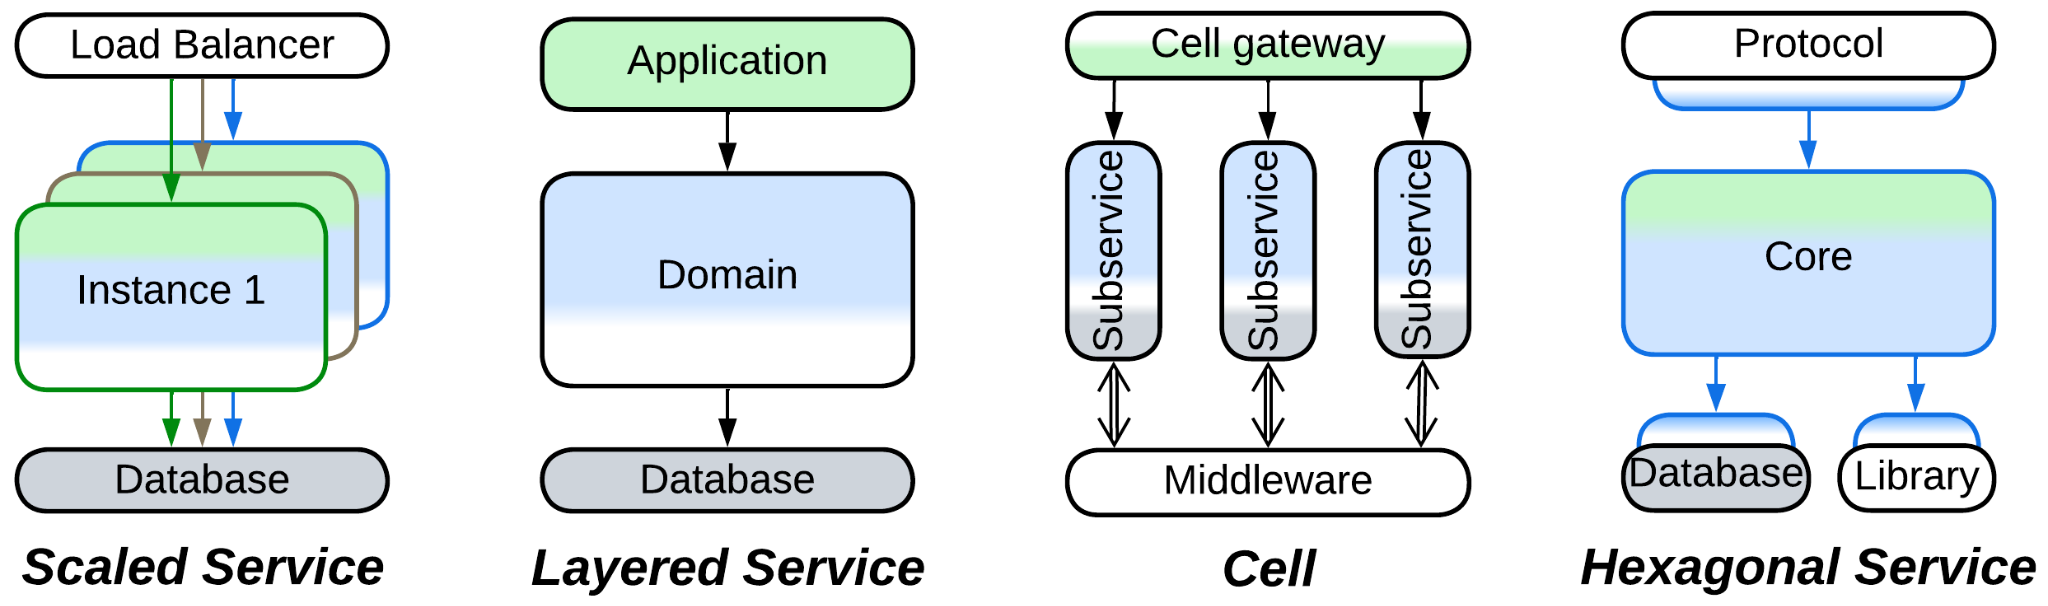 Load Balancer
Instance 1
Database
Scaled Service
Application
Domain
Database
Layered Service
Cell gateway
Subservice
Subservice
Subservice
Middleware
Cell
Protocol
Core
Database
Library
Hexagonal Service